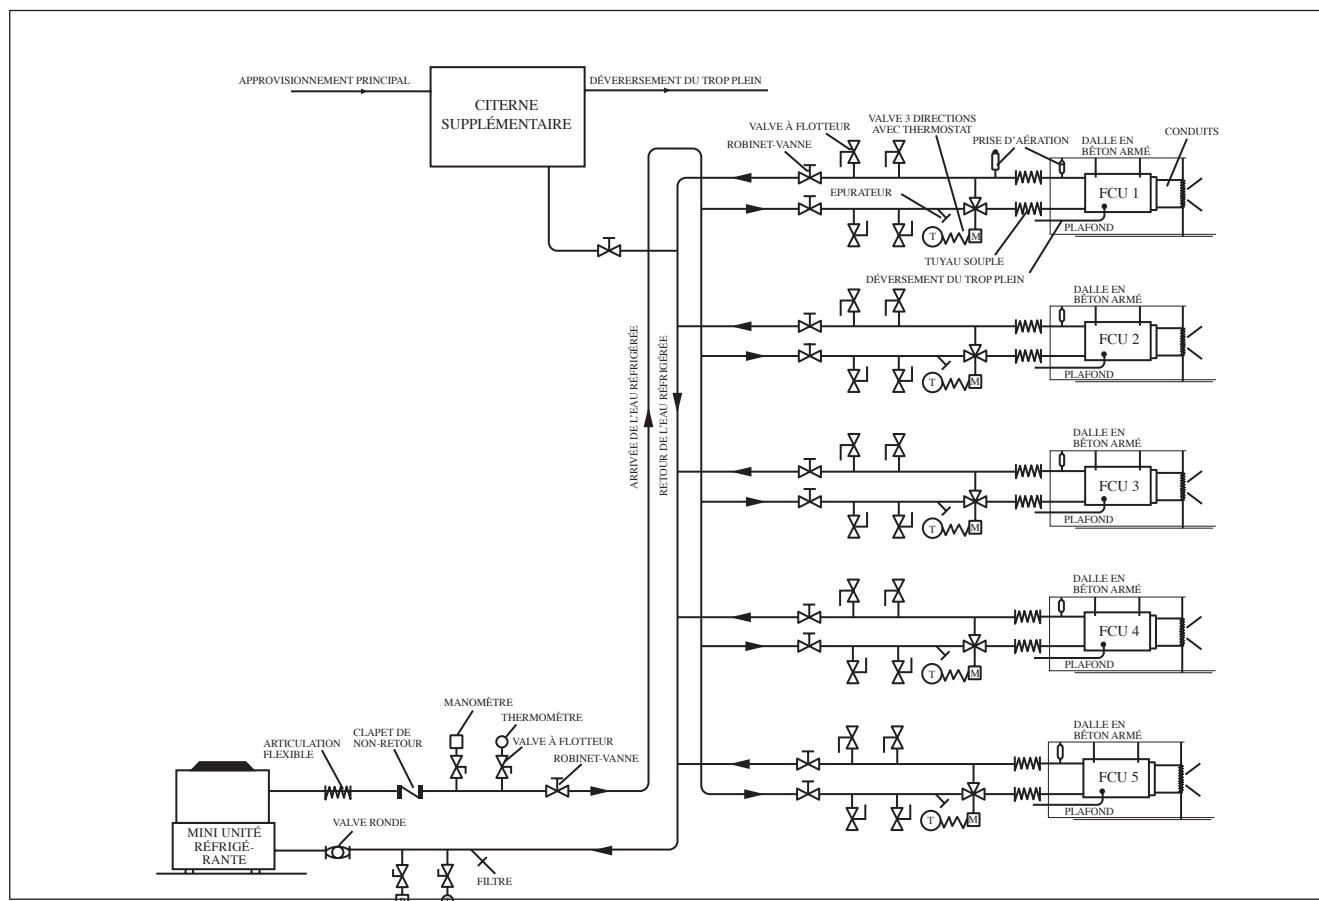 APPROVISIONNEMENT PRINCIPAL
DÉVERERSEMENT DU TROP PLEIN
CITERNE
SUPPLÉMENTAIRE
VALVE À FLOTTEUR
ROBINET-VANNE
VALVE 3 DIRECTIONS
AVEC THERMOSTAT
PRISE D'AÉRATION
DALLE EN
BÊTON ARMÉ
CONDUITS
EPURATEUR
FCU 1
T
M
PLAFOND
TUYAU SOUPLE
DÉVERSEMENT DU TROP PLEIN
DALLE EN
BÊTON ARMÉ
FCU 2
T
M
PLAFOND
ARRIVÉE DE L'EAU RÉFRIGÉRÉE
RETOUR DE L'EAU RÉFRIGÉRÉE
DALLE EN
BÊTON ARMÉ
FCU 3
T
M
PLAFOND
DALLE EN
BÊTON ARMÉ
FCU 4
T
M
PLAFOND
DALLE EN
BÊTON ARMÉ
FCU 5
T
M
PLAFOND
MANOMÈTRE
THERMOMÈTRE
CLAPET DE
NON-RETOUR
ARTICULATION
FLEXIBLE
VALVE À FLOTTEUR
ROBINET-VANNE
VALVE RONDE
MINI UNITÉ
RÉFRIGÉ-
RANTE
FILTRE